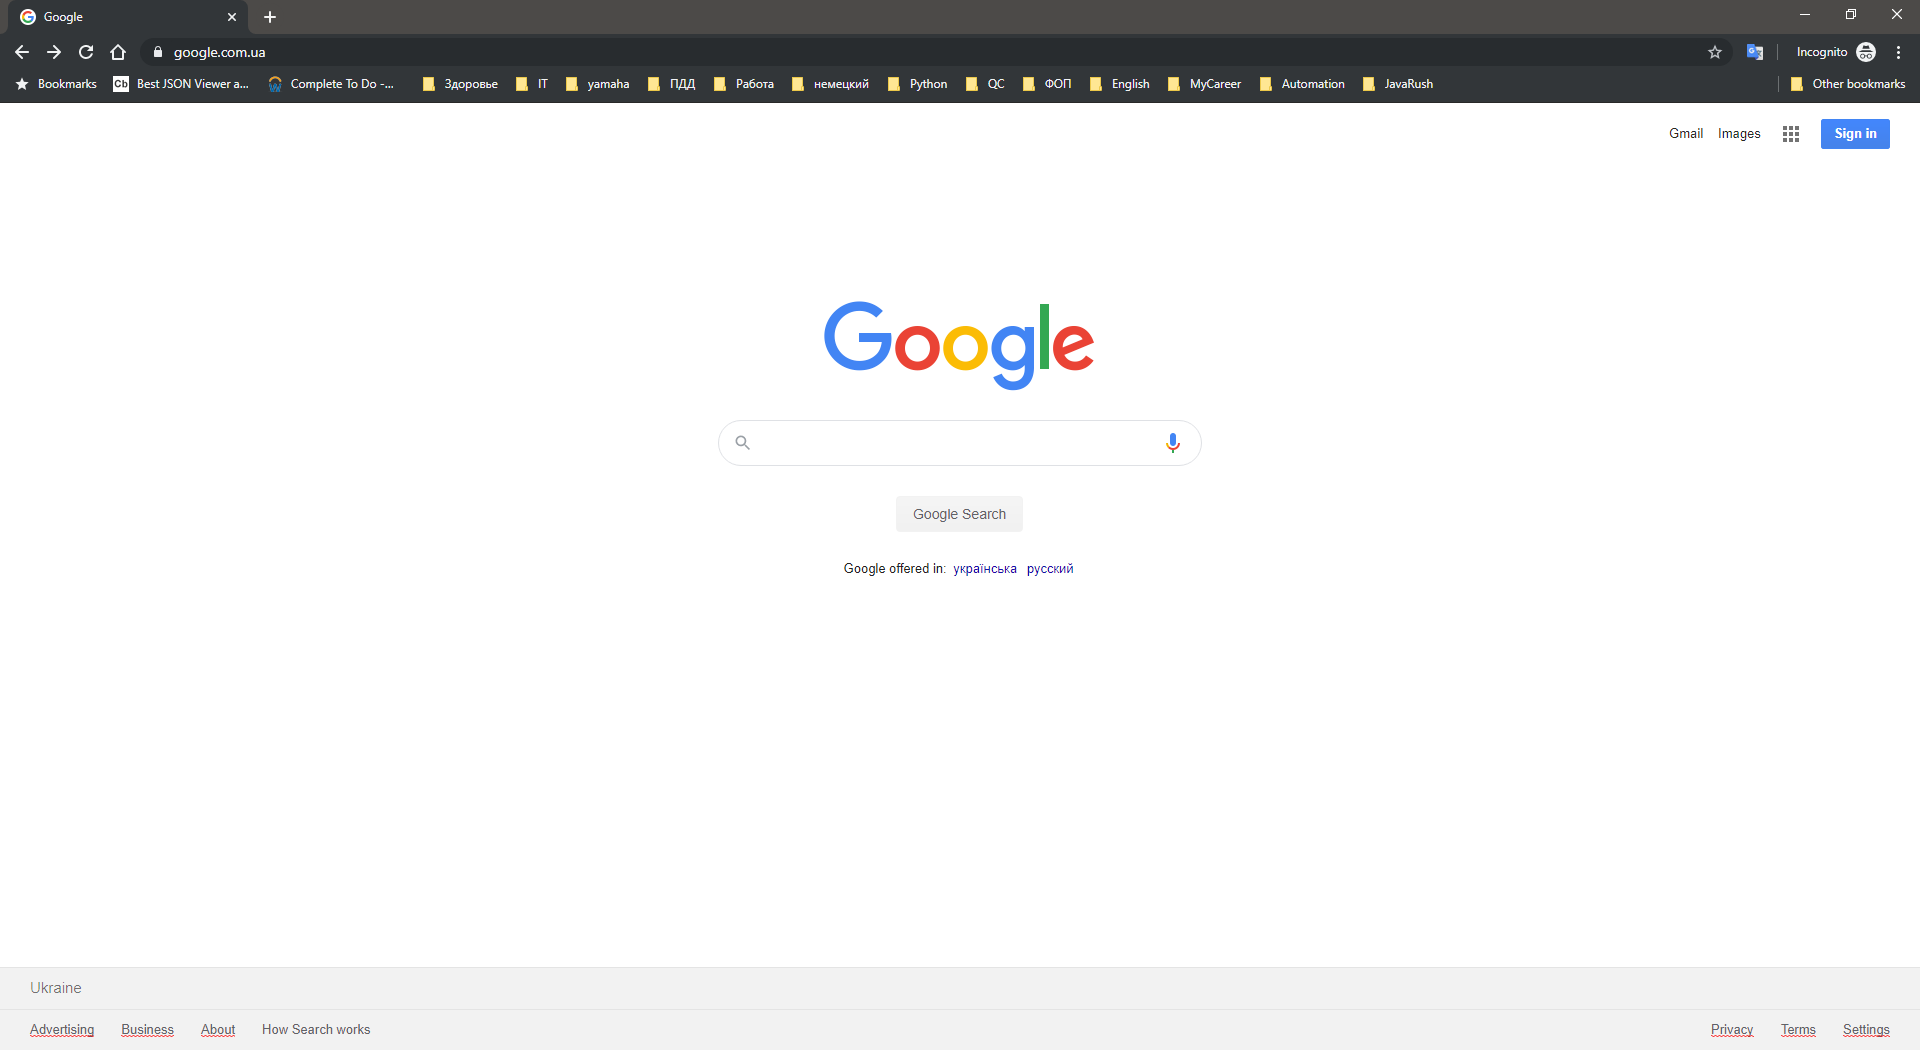 Google
google.com.ua
Incognito
Bookmarks Cb Best JSON Viewer a... Complete To Do -... Здоровье IT yamaha ПДД Работа немецкий Python QC ФОП English MyCareer Automation JavaRush Other bookmarks
Gmail Images Sign in
Google
Google Search
Google offered in: українська русский
Ukraine
Advertising Business About How Search works Privacy Terms Settings